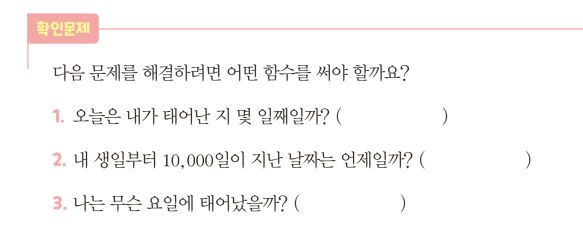 확인문제
다음 문제를 해결하려면 어떤 함수를 써야 할까요?
1. 오늘은 내가 태어난 지 몇 일째일까? ( )
2. 내 생일부터 10,000일이 지난 날짜는 언제일까? ( )
3. 나는 무슨 요일에 태어났을까? ( )